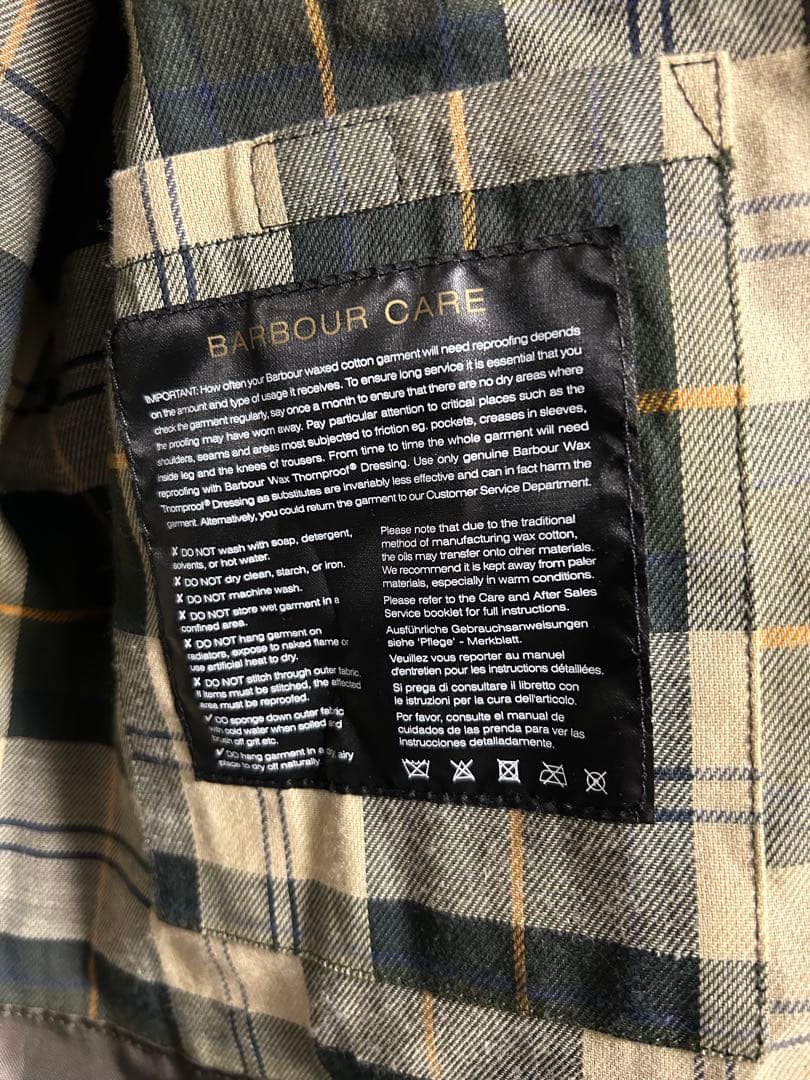 BARBOUR CARE
IMPORTANT: How often your Barbour waxed cotton garment will need reproofing depends
on the amount and type of usage it receives. To ensure long service it is essential that you
check the garment regularly, say once a month to ensure that there are no dry areas where
the proofing may have worn away. Pay particular attention to critical places such as the
shoulders, seams and areas most subjected to friction eg. pockets, creases in sleeves,
inside leg and the knees of trousers. From time to time the whole garment will need
reproofing with Barbour Wax Thornproof® Dressing. Use only genuine Barbour Wax
Thornproof® Dressing as substitutes are invariably less effective and can in fact harm the
garment. Alternatively, you could return the garment to our Customer Service Department.
✗ DO NOT wash with soap, detergent,
solvents, or hot water.
✗ DO NOT dry clean, starch, or iron.
✗ DO NOT machine wash.
✗ DO NOT store wet garment in a
confined area.
✗ DO NOT hang garment on
radiators, expose to naked flame or
use artificial heat to dry.
✗ DO NOT stitch through outer fabric.
If items must be stitched, the affected
area must be reproofed.
✓ DO sponge down outer fabric
with cold water when soiled and
brush off grit etc.
✓ DO hang garment in a dry airy
place to dry off naturally.
Please note that due to the traditional
method of manufacturing wax cotton,
the oils may transfer onto other materials.
We recommend it is kept away from paler
materials, especially in warm conditions.
Please refer to the Care and After Sales
Service booklet for full instructions.
Ausführliche Gebrauchsanweisungen
siehe 'Pflege' - Merkblatt.
Veuillez vous reporter au manuel
d'entretien pour les instructions détaillées.
Si prega di consultare il libretto con
le istruzioni per la cura dell'articolo.
Por favor, consulte el manual de
cuidados de las prenda para ver las
instrucciones detalladamente.